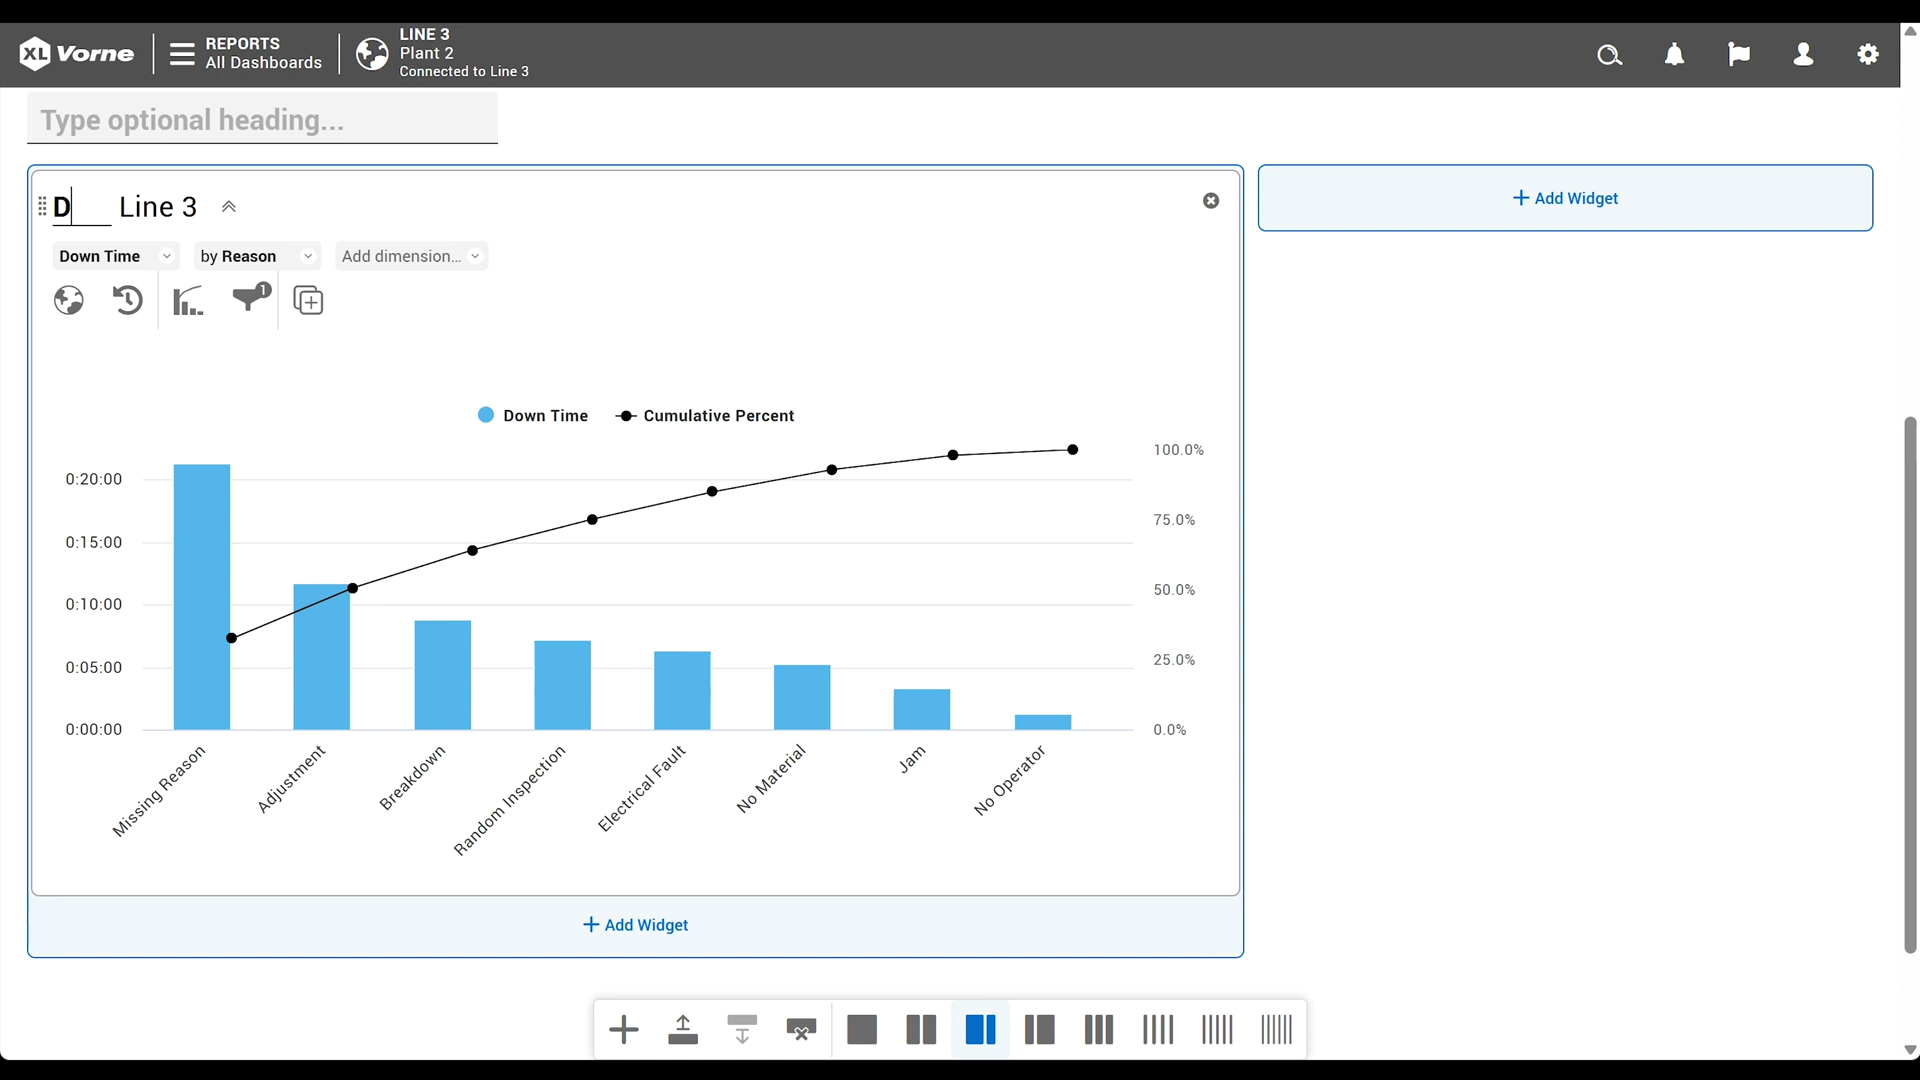 XL Vorne
REPORTS
All Dashboards
LINE 3
Plant 2
Connected to Line 3
Type optional heading...
D Line 3
Down Time
by Reason
Add dimension...
1
+ Add Widget
Down Time
Cumulative Percent
0:20:00
0:15:00
0:10:00
0:05:00
0:00:00
100.0%
75.0%
50.0%
25.0%
0.0%
Missing Reason
Adjustment
Breakdown
Random Inspection
Electrical Fault
No Material
Jam
No Operator
+ Add Widget